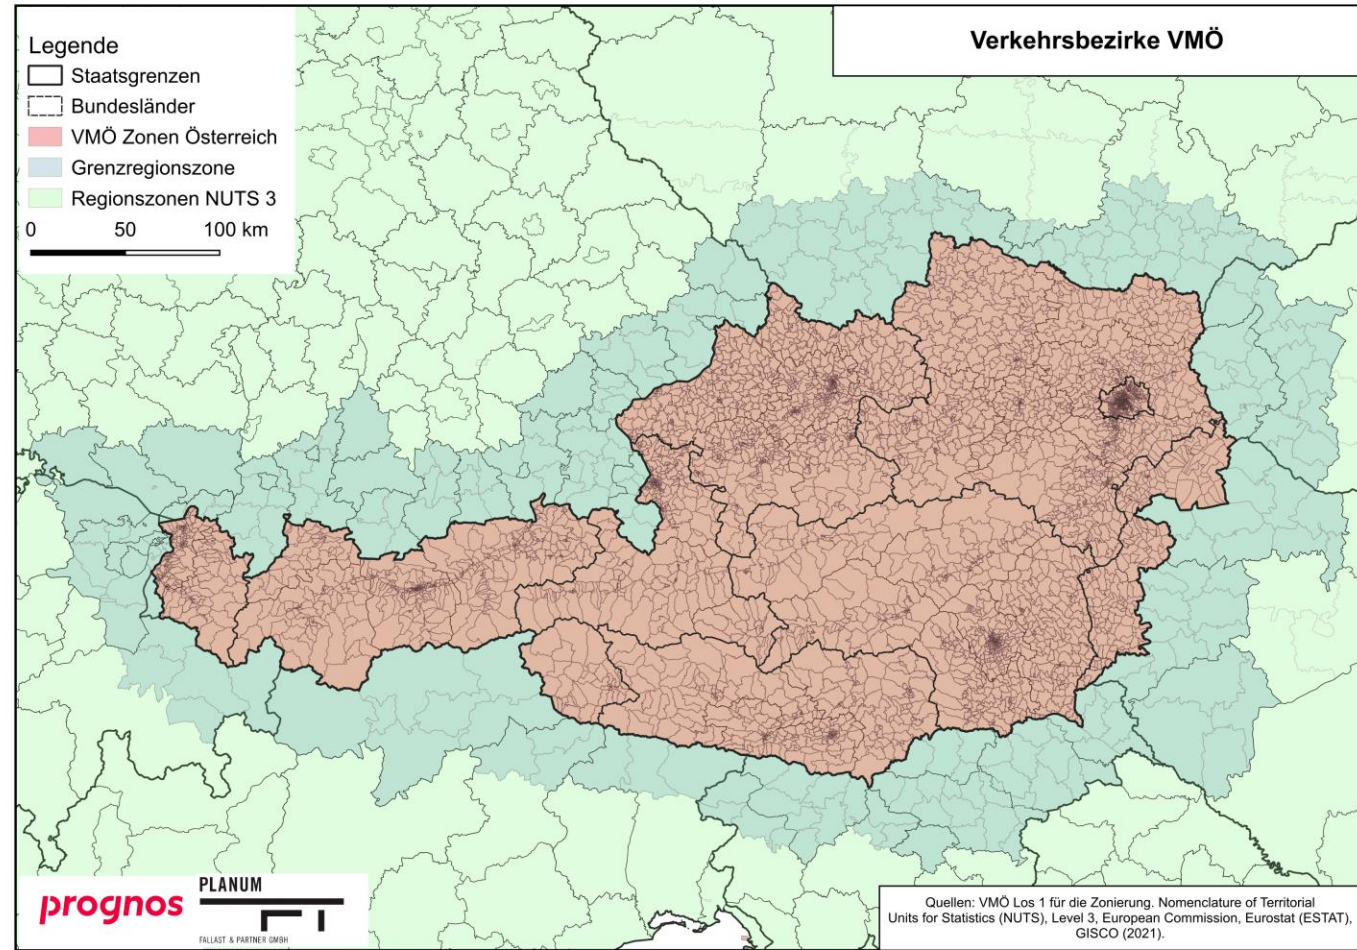 Verkehrsbezirke VMÖ
Legende
Staatsgrenzen
Bundesländer
VMÖ Zonen Österreich
Grenzregionszone
Regionszonen NUTS 3
0 50 100 km
prognos
PLANUM
FALLAST & PARTNER GMBH
Quellen: VMÖ Los 1 für die Zonierung. Nomenclature of Territorial
Units for Statistics (NUTS), Level 3, European Commission, Eurostat (ESTAT),
GISCO (2021).